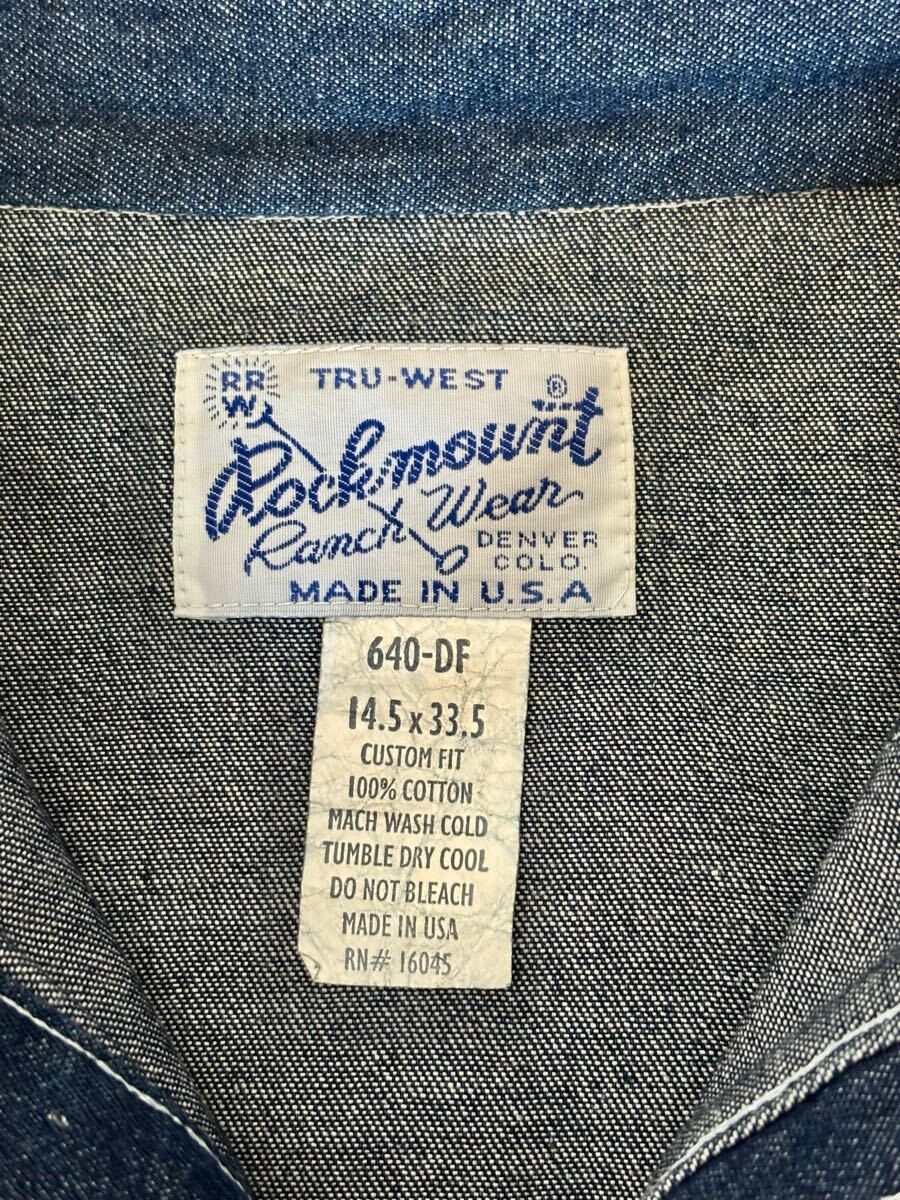 RR
W
TRU-WEST
®
Rockmount
Ranch Wear
DENVER
COLO.
MADE IN U.S.A
640-DF
14.5 x 33.5
CUSTOM FIT
100% COTTON
MACH WASH COLD
TUMBLE DRY COOL
DO NOT BLEACH
MADE IN USA
RN# 16045